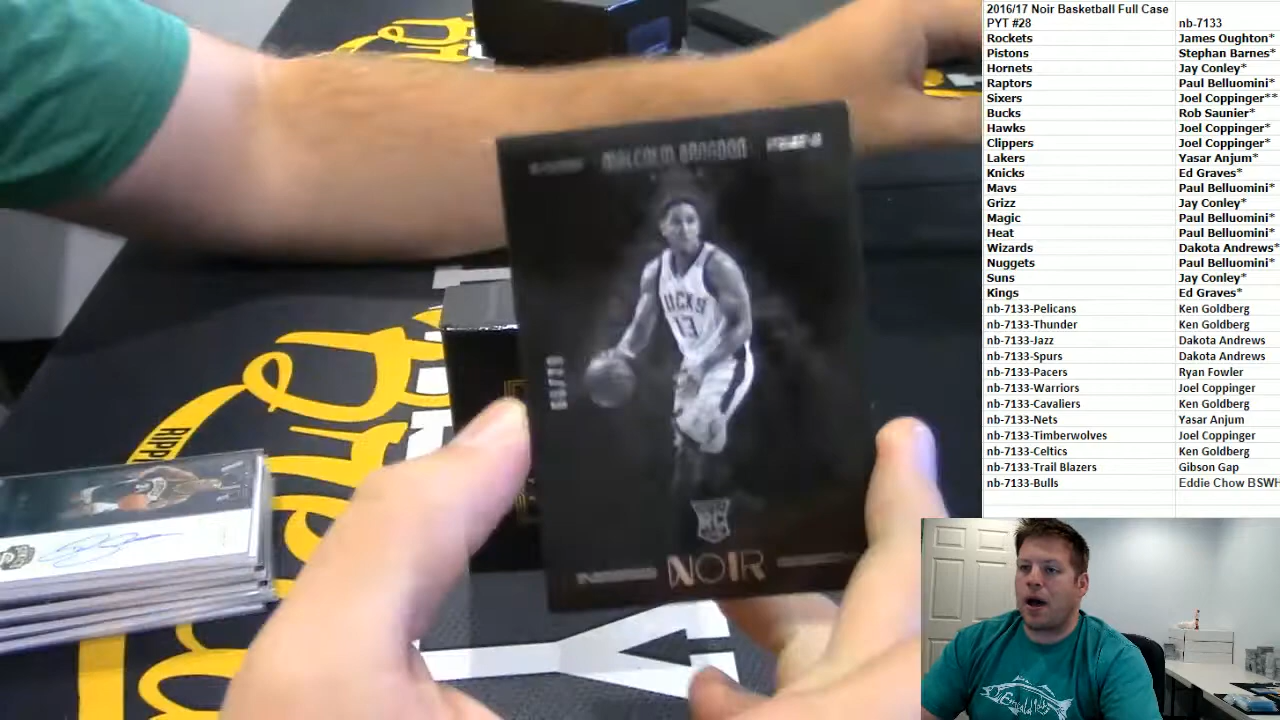 2016/17 Noir Basketball Full Case
PYT #28 nb-7133
Rockets James Oughton*
Pistons Stephan Barnes*
Hornets Jay Conley*
Raptors Paul Belluomini*
Sixers Joel Coppinger**
Bucks Rob Saunier*
Hawks Joel Coppinger*
Clippers Joel Coppinger*
Lakers Yasar Anjum*
Knicks Ed Graves*
Mavs Paul Belluomini*
Grizz Jay Conley*
Magic Paul Belluomini*
Heat Paul Belluomini*
Wizards Dakota Andrews*
Nuggets Paul Belluomini*
Suns Jay Conley*
Kings Ed Graves*
nb-7133-Pelicans Ken Goldberg
nb-7133-Thunder Ken Goldberg
nb-7133-Jazz Dakota Andrews
nb-7133-Spurs Dakota Andrews
nb-7133-Pacers Ryan Fowler
nb-7133-Warriors Joel Coppinger
nb-7133-Cavaliers Ken Goldberg
nb-7133-Nets Yasar Anjum
nb-7133-Timberwolves Joel Coppinger
nb-7133-Celtics Ken Goldberg
nb-7133-Trail Blazers Gibson Gap
nb-7133-Bulls Eddie Chow BSWH
MALCOLM BROGDON
BUCKS
13
RC
NOIR
RIPP